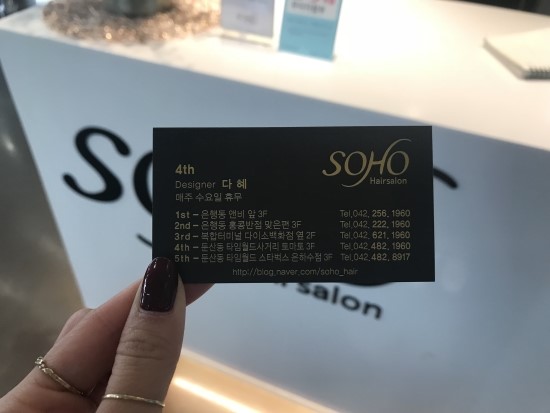 4th
SOHO
Hairsalon
Designer 다 혜
매주 수요일 휴무
1st – 은행동 앤비 앞 3F Tel.042. 256. 1960
2nd – 은행동 홍콩반점 맞은편 3F Tel.042. 222. 1960
3rd – 복합터미널 다이소백화점 옆 2F Tel.042. 621. 1960
4th – 둔산동 타임월드사거리 토마토 3F Tel.042. 482. 1960
5th – 둔산동 타임월드 스타벅스 은하수점 3F Tel.042. 482. 8917
http://blog.naver.com/soho_hair
salon